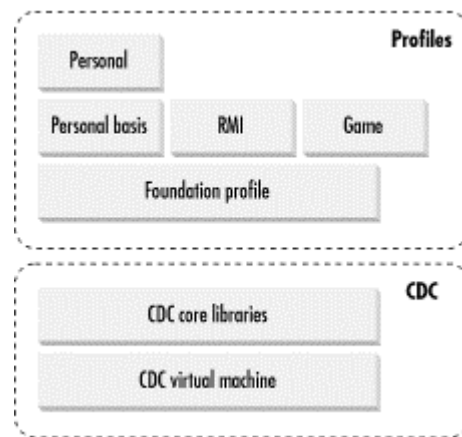 Profiles
Personal
Personal basis RMI Game
Foundation profile
CDC
CDC core libraries
CDC virtual machine